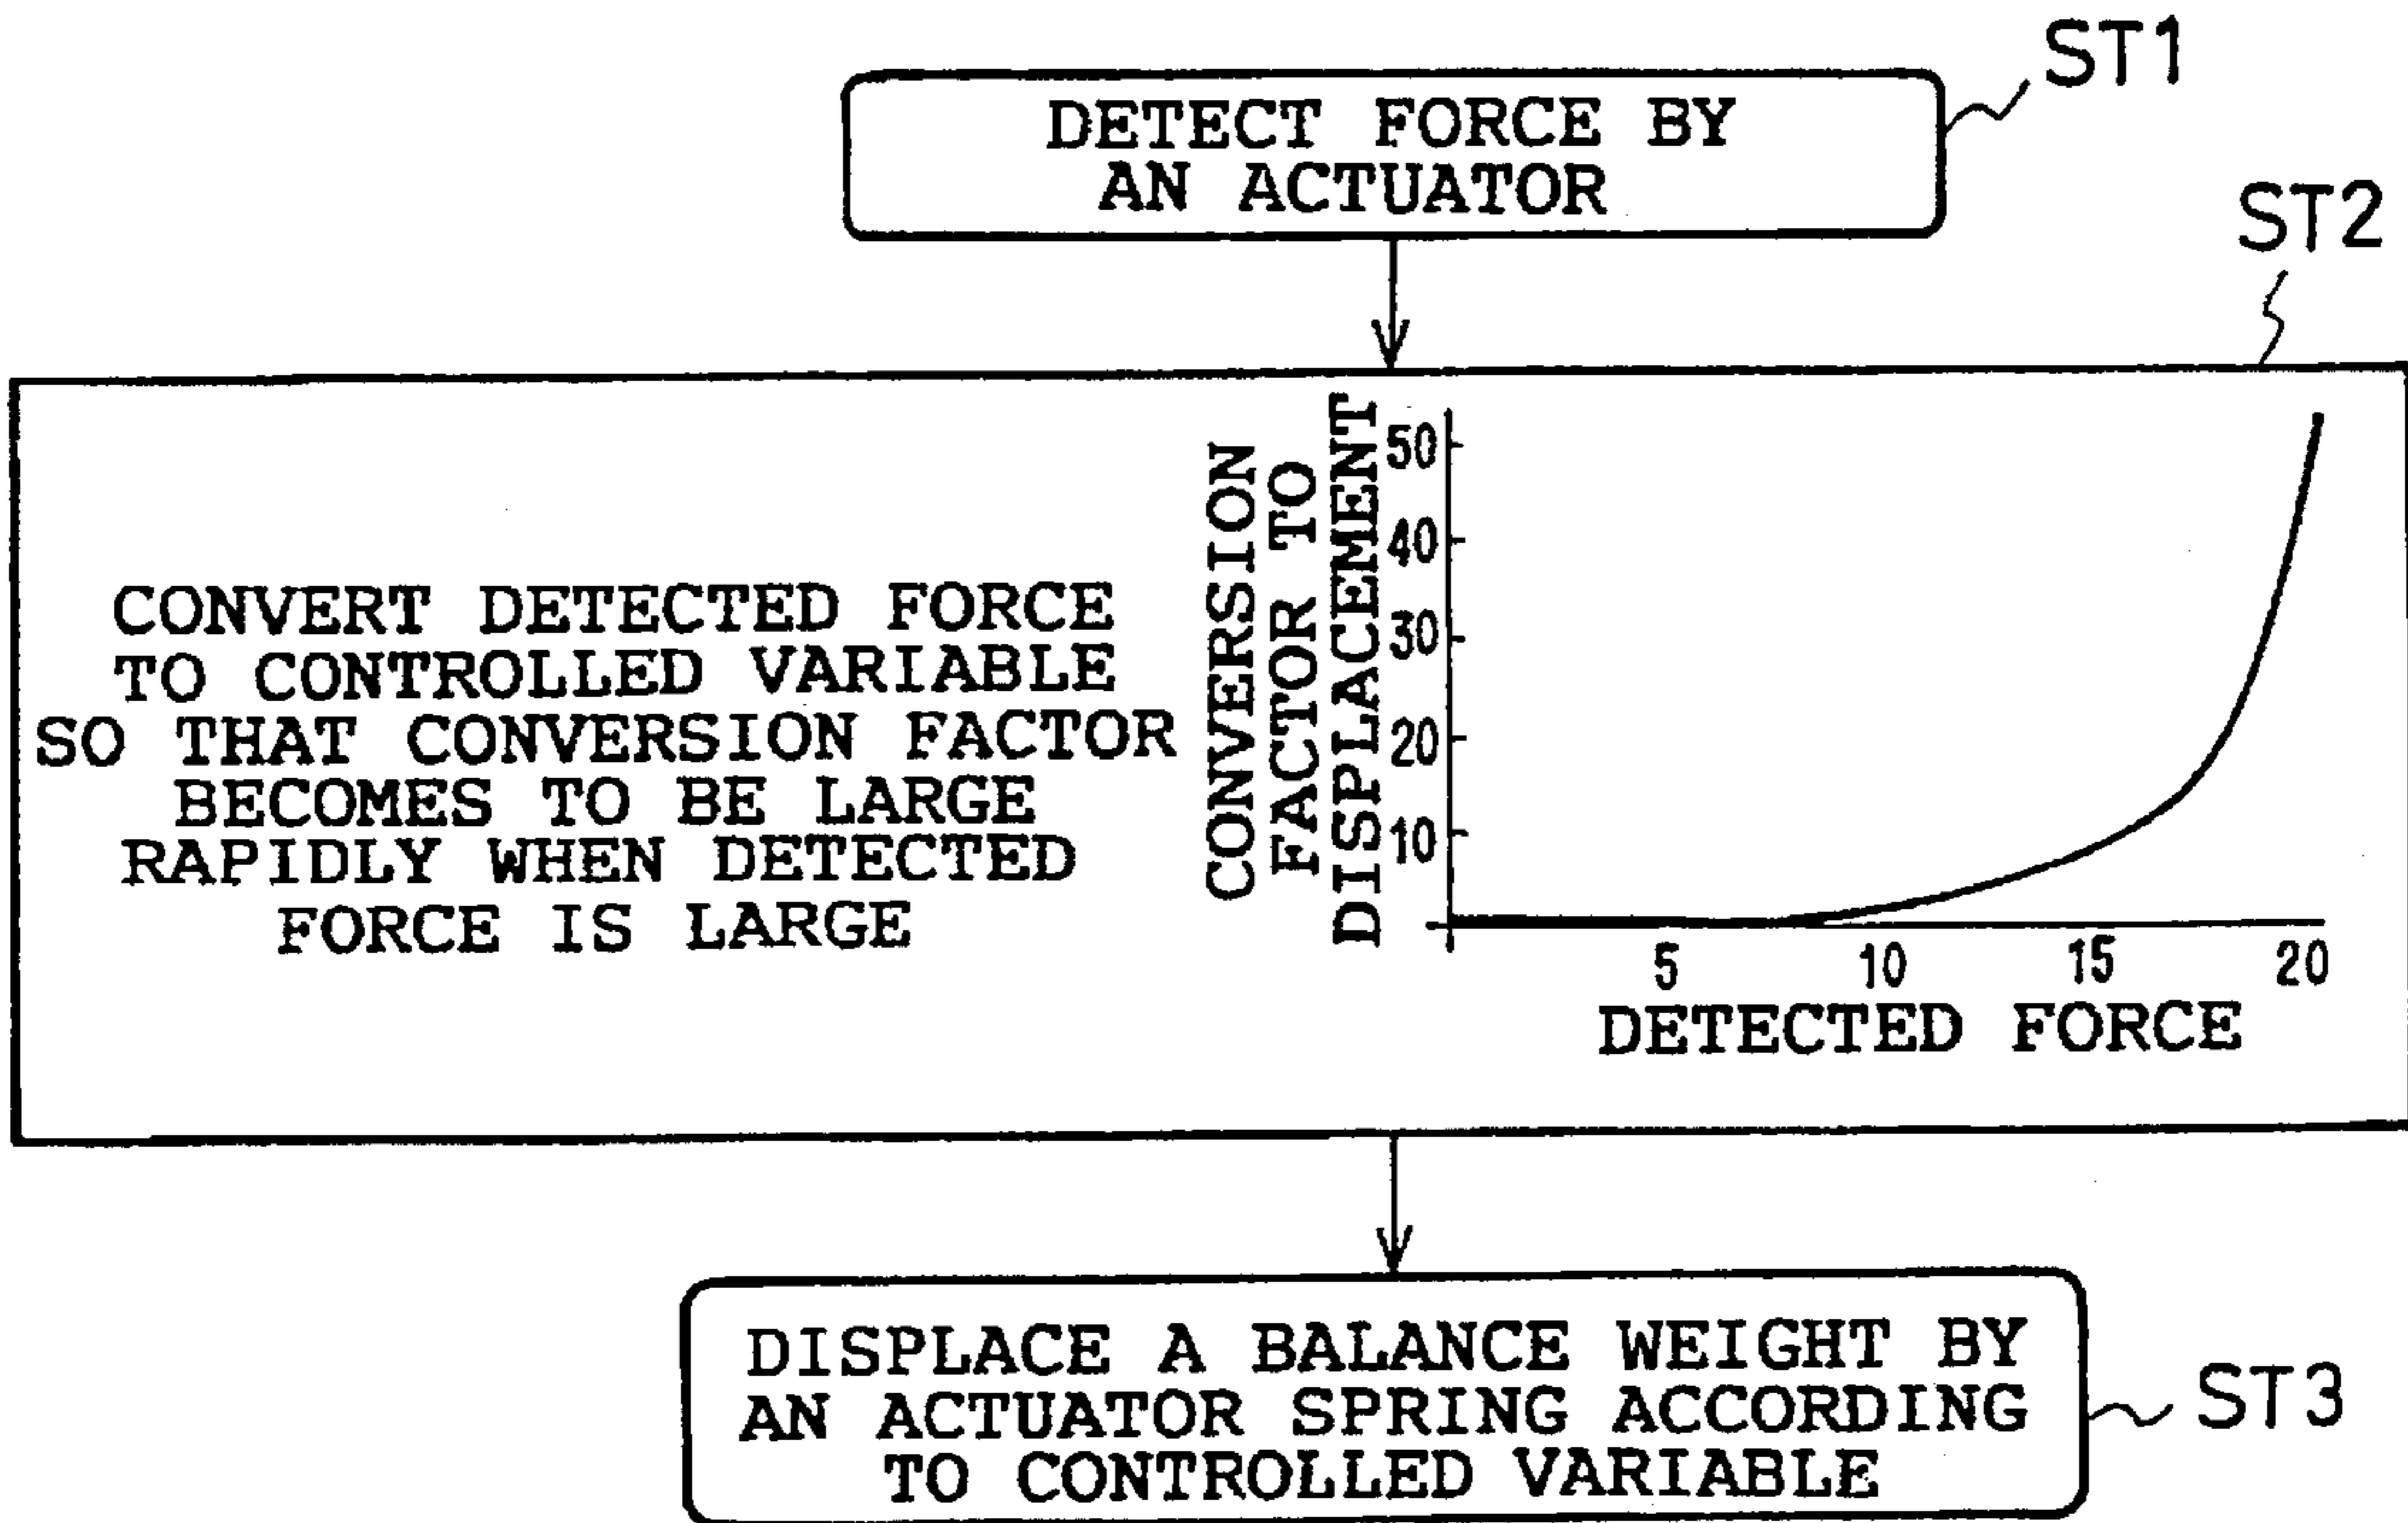 ST1
DETECT FORCE BY
AN ACTUATOR
ST2
CONVERT DETECTED FORCE
TO CONTROLLED VARIABLE
SO THAT CONVERSION FACTOR
BECOMES TO BE LARGE
RAPIDLY WHEN DETECTED
FORCE IS LARGE
CONVERSION
FACTOR TO
DISPLACEMENT
50
40
30
20
10
5 10 15 20
DETECTED FORCE
DISPLACE A BALANCE WEIGHT BY
AN ACTUATOR SPRING ACCORDING
TO CONTROLLED VARIABLE
ST3